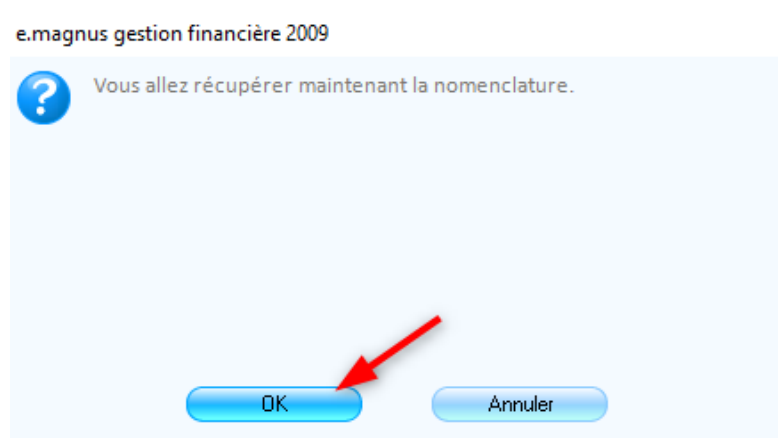 e.magnus gestion financière 2009
Vous allez récupérer maintenant la nomenclature.
OK
Annuler